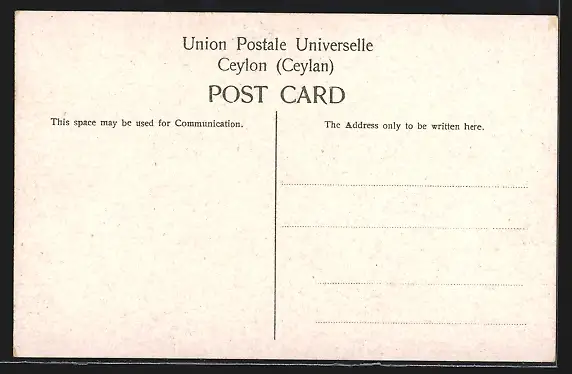 Union Postale Universelle
Ceylon (Ceylan)
POST CARD
This space may be used for Communication.
The Address only to be written here.